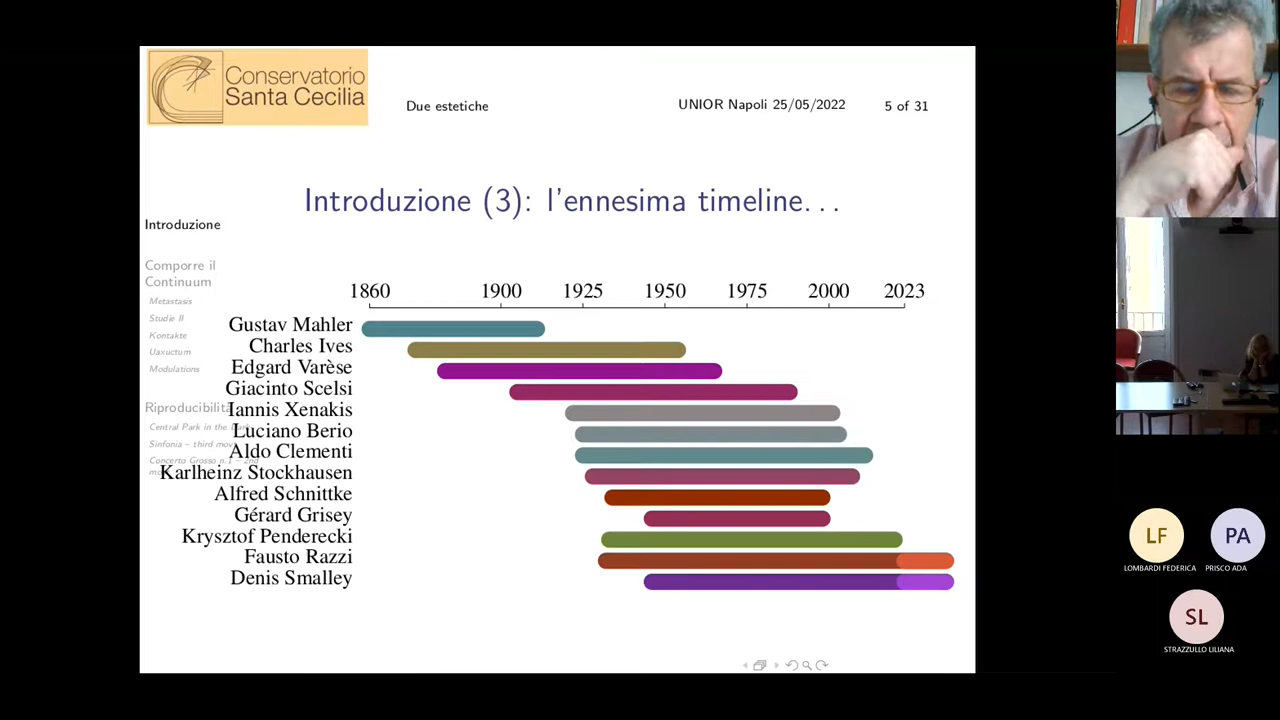 Conservatorio
Santa Cecilia
Due estetiche
UNIOR Napoli 25/05/2022
5 of 31
Introduzione (3): l'ennesima timeline...
Introduzione
Comporre il
Continuum
Metastasis
Studie II
Kontakte
Uaxuctum
Modulations
Riproducibilità
Central Park in the Dark
Sinfonia – third mov.
Concerto Grosso n.1 – 2nd
1860 1900 1925 1950 1975 2000 2023
Gustav Mahler
Charles Ives
Edgard Varèse
Giacinto Scelsi
Iannis Xenakis
Luciano Berio
Aldo Clementi
Karlheinz Stockhausen
Alfred Schnittke
Gérard Grisey
Krysztof Penderecki
Fausto Razzi
Denis Smalley
LF
LOMBARDI FEDERICA
PA
PRISCO ADA
SL
STRAZZULLO LILIANA